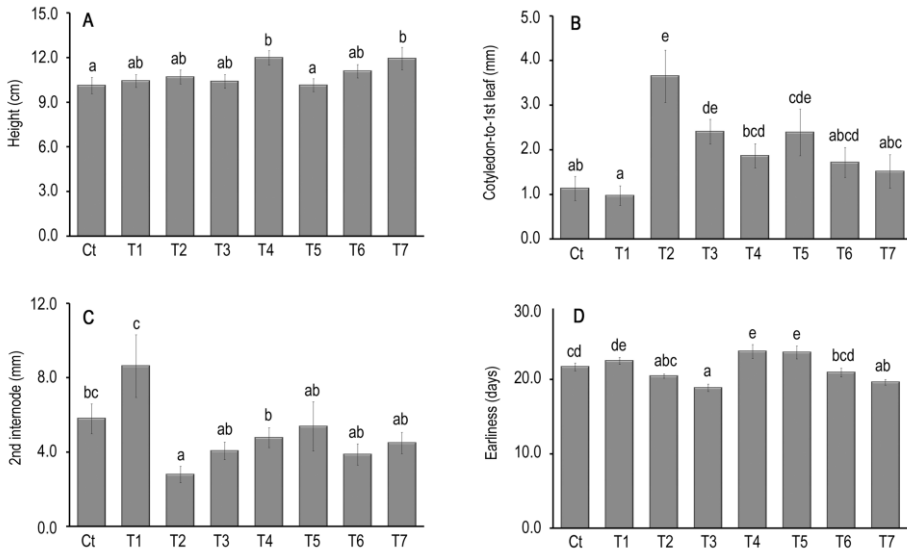 A
Height (cm)
15.0
12.0
9.0
6.0
3.0
0.0
a ab ab ab b a ab b
Ct T1 T2 T3 T4 T5 T6 T7
B
Cotyledon-to-1st leaf (mm)
5.0
4.0
3.0
2.0
1.0
0.0
ab a e de bcd cde abcd abc
Ct T1 T2 T3 T4 T5 T6 T7
C
2nd internode (mm)
12.0
8.0
4.0
0.0
bc c a ab b ab ab ab
Ct T1 T2 T3 T4 T5 T6 T7
D
Earliness (days)
30.0
20.0
10.0
0.0
cd de abc a e e bcd ab
Ct T1 T2 T3 T4 T5 T6 T7